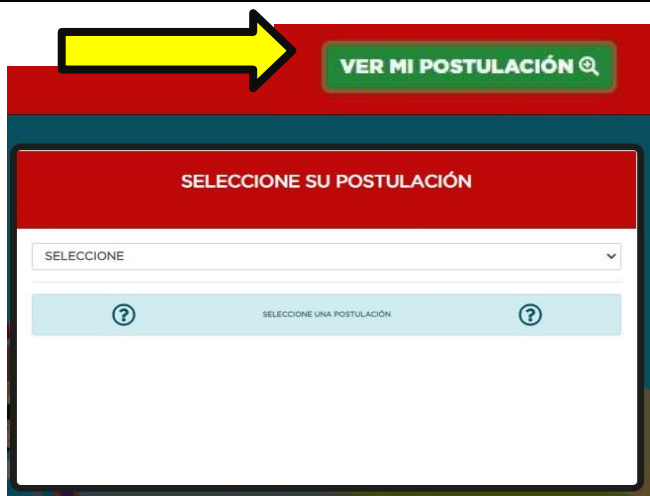 VER MI POSTULACIÓN
SELECCIONE SU POSTULACIÓN
SELECCIONE
SELECCIONE UNA POSTULACIÓN